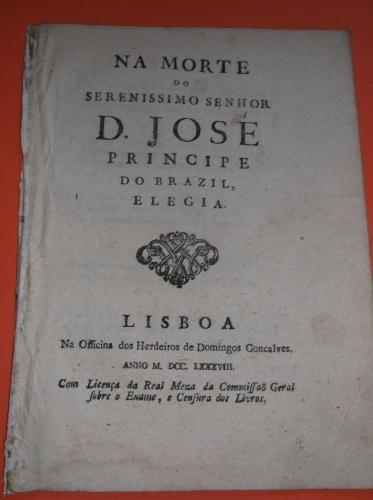 NA MORTE
DO
SERENISSIMO SENHOR
D. JOSÉ
PRINCIPE
DO BRAZIL,
ELEGIA.
LISBOA
Na Officina dos Herdeiros de Domingos Goncalves.
ANNO M. DCC. LXXXVIII.
Com Licença da Real Meza da Commiſſaõ Geral
ſobre o Exame, e Cenſura dos Livros.